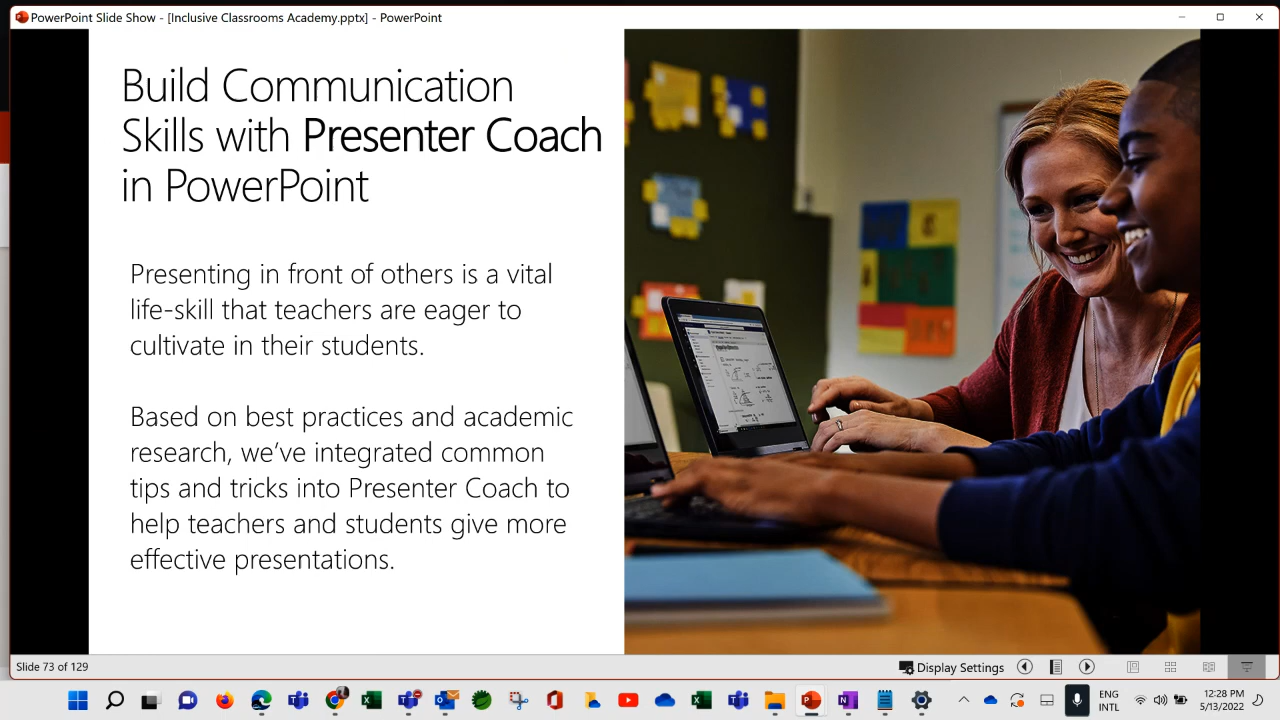 PowerPoint Slide Show - [Inclusive Classrooms Academy.pptx] - PowerPoint
Build Communication
Skills with Presenter Coach
in PowerPoint
Presenting in front of others is a vital
life-skill that teachers are eager to
cultivate in their students.
Based on best practices and academic
research, we’ve integrated common
tips and tricks into Presenter Coach to
help teachers and students give more
effective presentations.
Slide 73 of 129
Display Settings
ENG
INTL
12:28 PM
5/13/2022